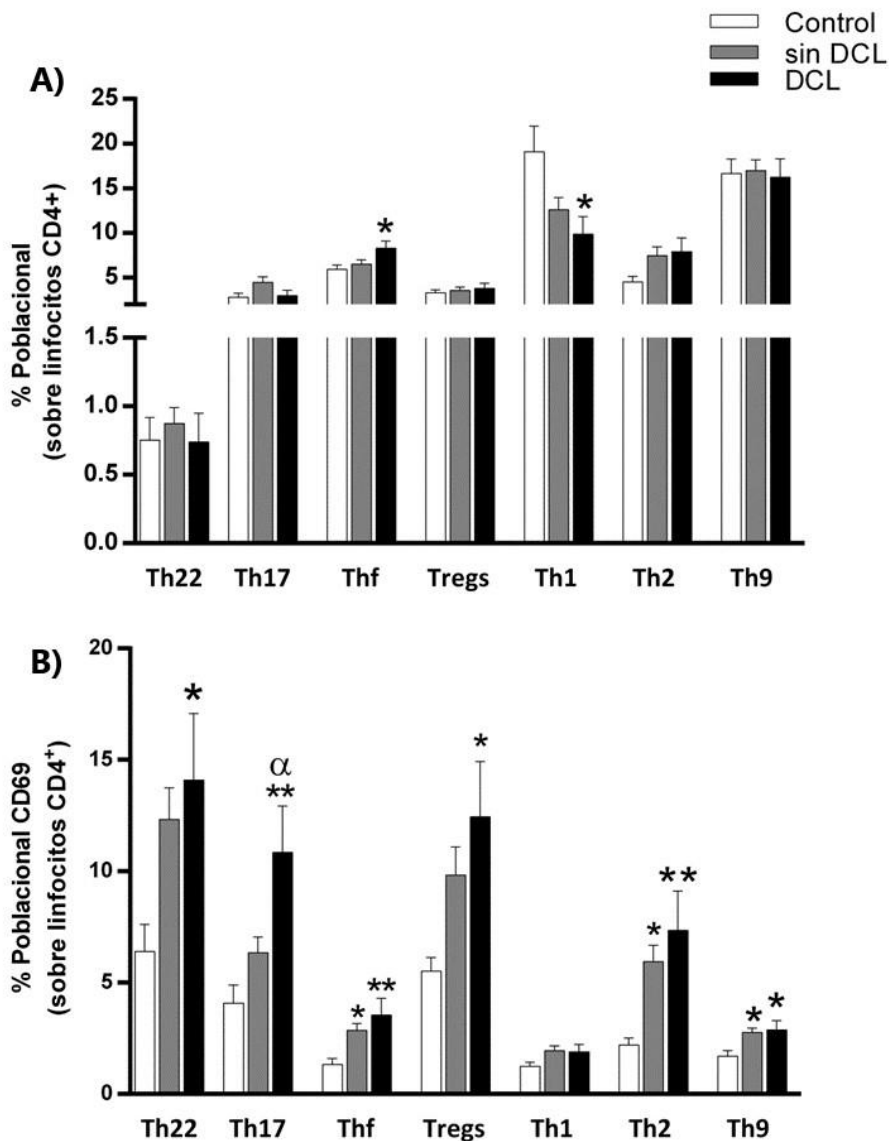 Control
sin DCL
DCL
A)
% Poblacional
(sobre linfocitos CD4+)
25
20
15
10
5
1.5
1.0
0.5
0.0
*
*
Th22 Th17 Thf Tregs Th1 Th2 Th9
B)
% Poblacional CD69
(sobre linfocitos CD4⁺)
20
15
10
5
0
*
α
**
*
**
*
*
**
*
*
Th22 Th17 Thf Tregs Th1 Th2 Th9